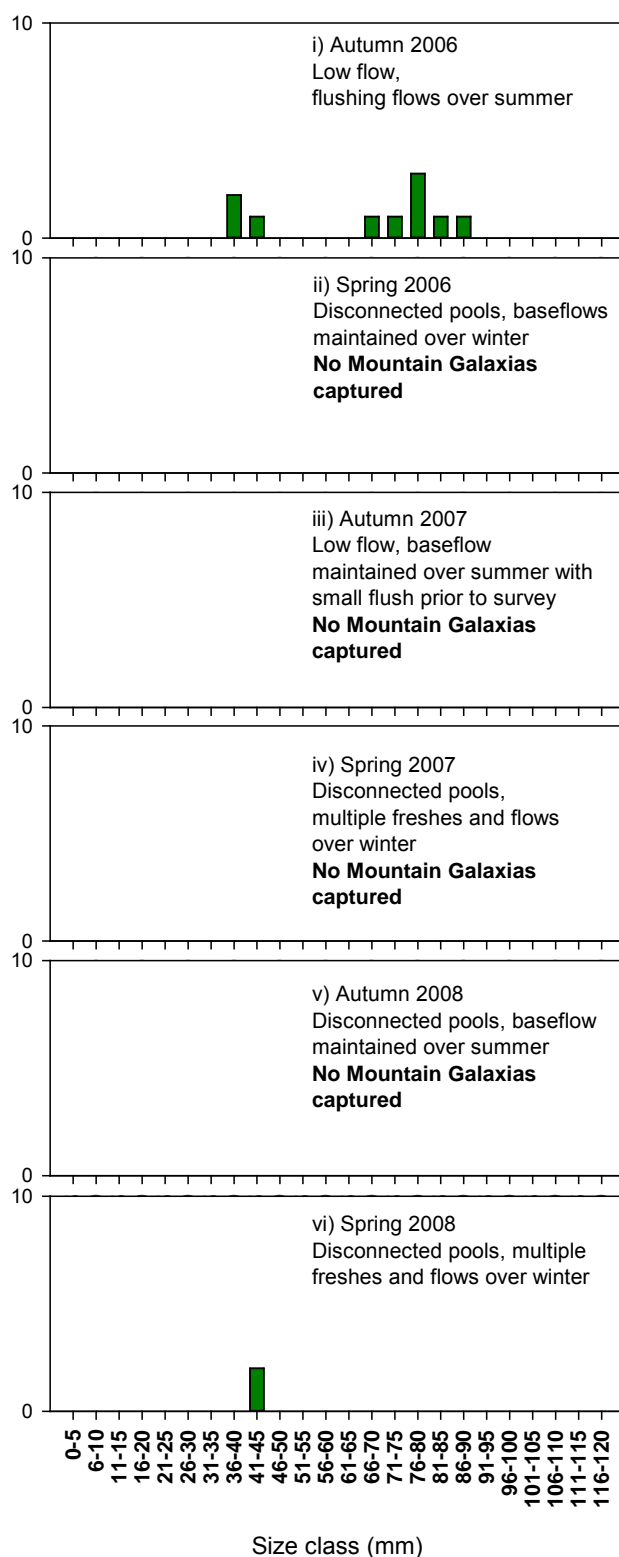 10
i) Autumn 2006
Low flow,
flushing flows over summer
0
10
ii) Spring 2006
Disconnected pools, baseflows
maintained over winter
No Mountain Galaxias
captured
0
10
iii) Autumn 2007
Low flow, baseflow
maintained over summer with
small flush prior to survey
No Mountain Galaxias
captured
0
10
iv) Spring 2007
Disconnected pools,
multiple freshes and flows
over winter
No Mountain Galaxias
captured
0
10
v) Autumn 2008
Disconnected pools, baseflow
maintained over summer
No Mountain Galaxias
captured
0
10
vi) Spring 2008
Disconnected pools, multiple
freshes and flows over winter
0
0-5
6-10
11-15
16-20
21-25
26-30
31-35
36-40
41-45
46-50
51-55
56-60
61-65
66-70
71-75
76-80
81-85
86-90
91-95
96-100
101-105
106-110
111-115
116-120
Size class (mm)